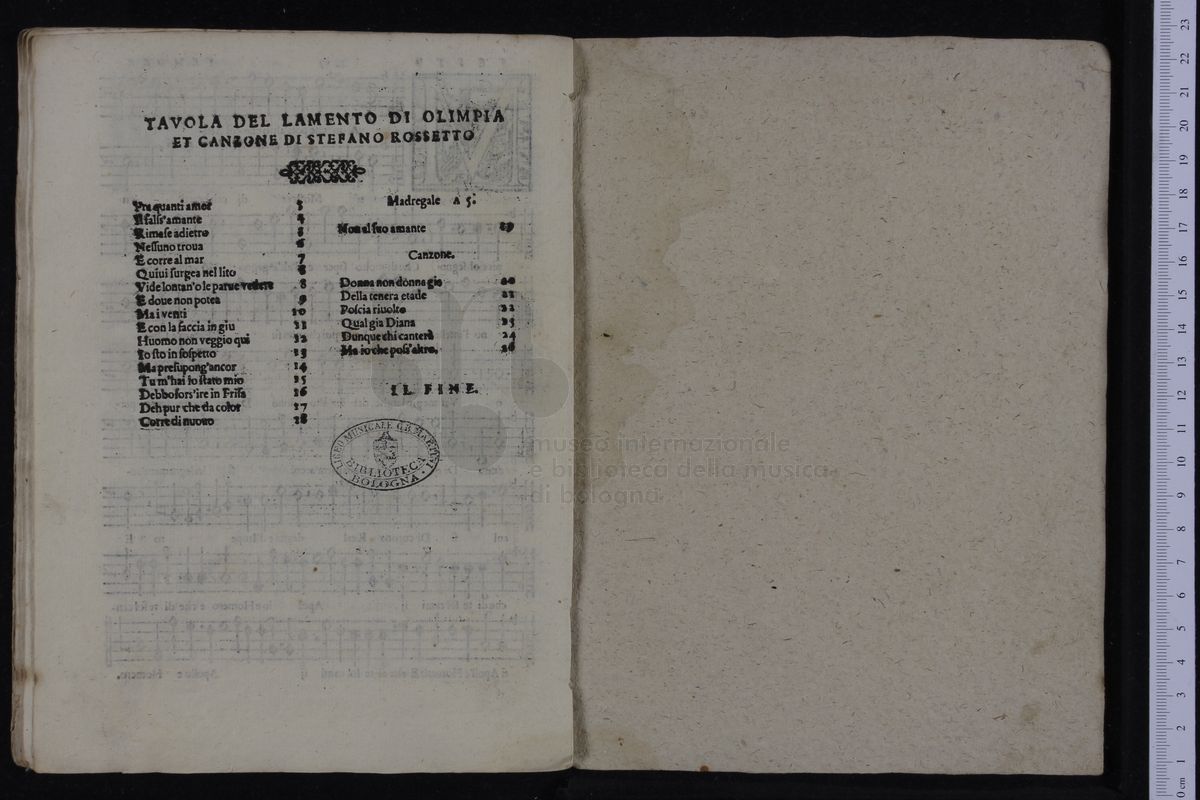 TAVOLA DEL LAMENTO DI OLIMPIA
ET CANZONE DI STEFANO ROSSETTO
Fra quanti amor 3
Il fals'amante 4
Rimase adietro 5
Nessuno troua 6
E corre al mar 7
Quiui surgea nel lito 8
Vide lontan'o le parue vedere 8
E doue non potea 9
Ma i venti 10
E con la faccia in giu 11
Huomo non veggio qui 12
Io sto in sospetto 13
Ma presupong'ancor 14
Tu m'hai lo stato mio 15
Debbo fors'ire in Frisa 16
Deh pur che da color 17
Corre di nuouo 18
Madregale A 5.
Non al suo amante 19
Canzone.
Donna non donna gio 20
Della tenera etade 21
Poscia riuolto 22
Qual gia Diana 23
Dunque chi canterà 24
Ma io che poss'altro. 26
IL FINE.
LICEO MUSICALE G.B. MARTINI
BIBLIOTECA
BOLOGNA
museo internazionale
e biblioteca della musica
di bologna